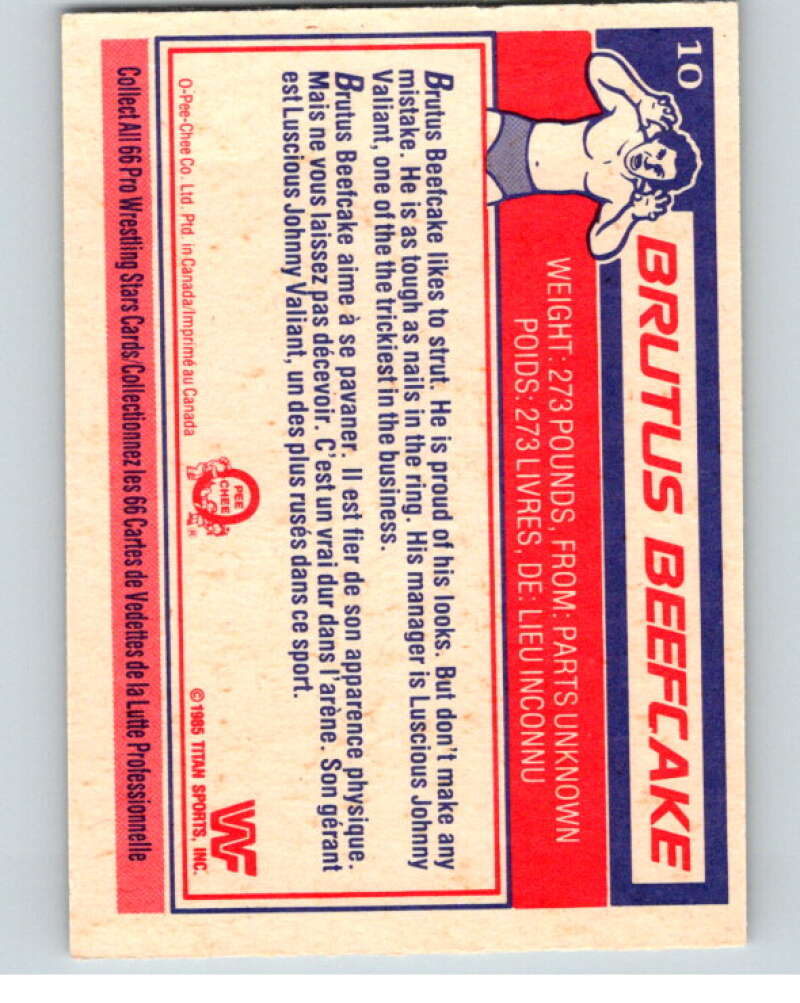 10
BRUTUS BEEFCAKE
WEIGHT: 273 POUNDS, FROM: PARTS UNKNOWN
POIDS: 273 LIVRES, DE: LIEU INCONNU
Brutus Beefcake likes to strut. He is proud of his looks. But don't make any
mistake. He is as tough as nails in the ring. His manager is Luscious Johnny
Valiant, one of the the trickiest in the business.
Brutus Beefcake aime à se pavaner. Il est fier de son apparence physique.
Mais ne vous laissez pas décevoir. C'est un vrai dur dans l'arène. Son gérant
est Luscious Johnny Valiant, un des plus rusés dans ce sport.
O-Pee-Chee Co. Ltd. Ptd. in Canada/Imprimé au Canada
O
PEE
CHEE
®
WF
© 1985 TITAN SPORTS, INC.
Collect All 66 Pro Wrestling Stars Cards/Collectionnez les 66 Cartes de Vedettes de la Lutte Professionnelle